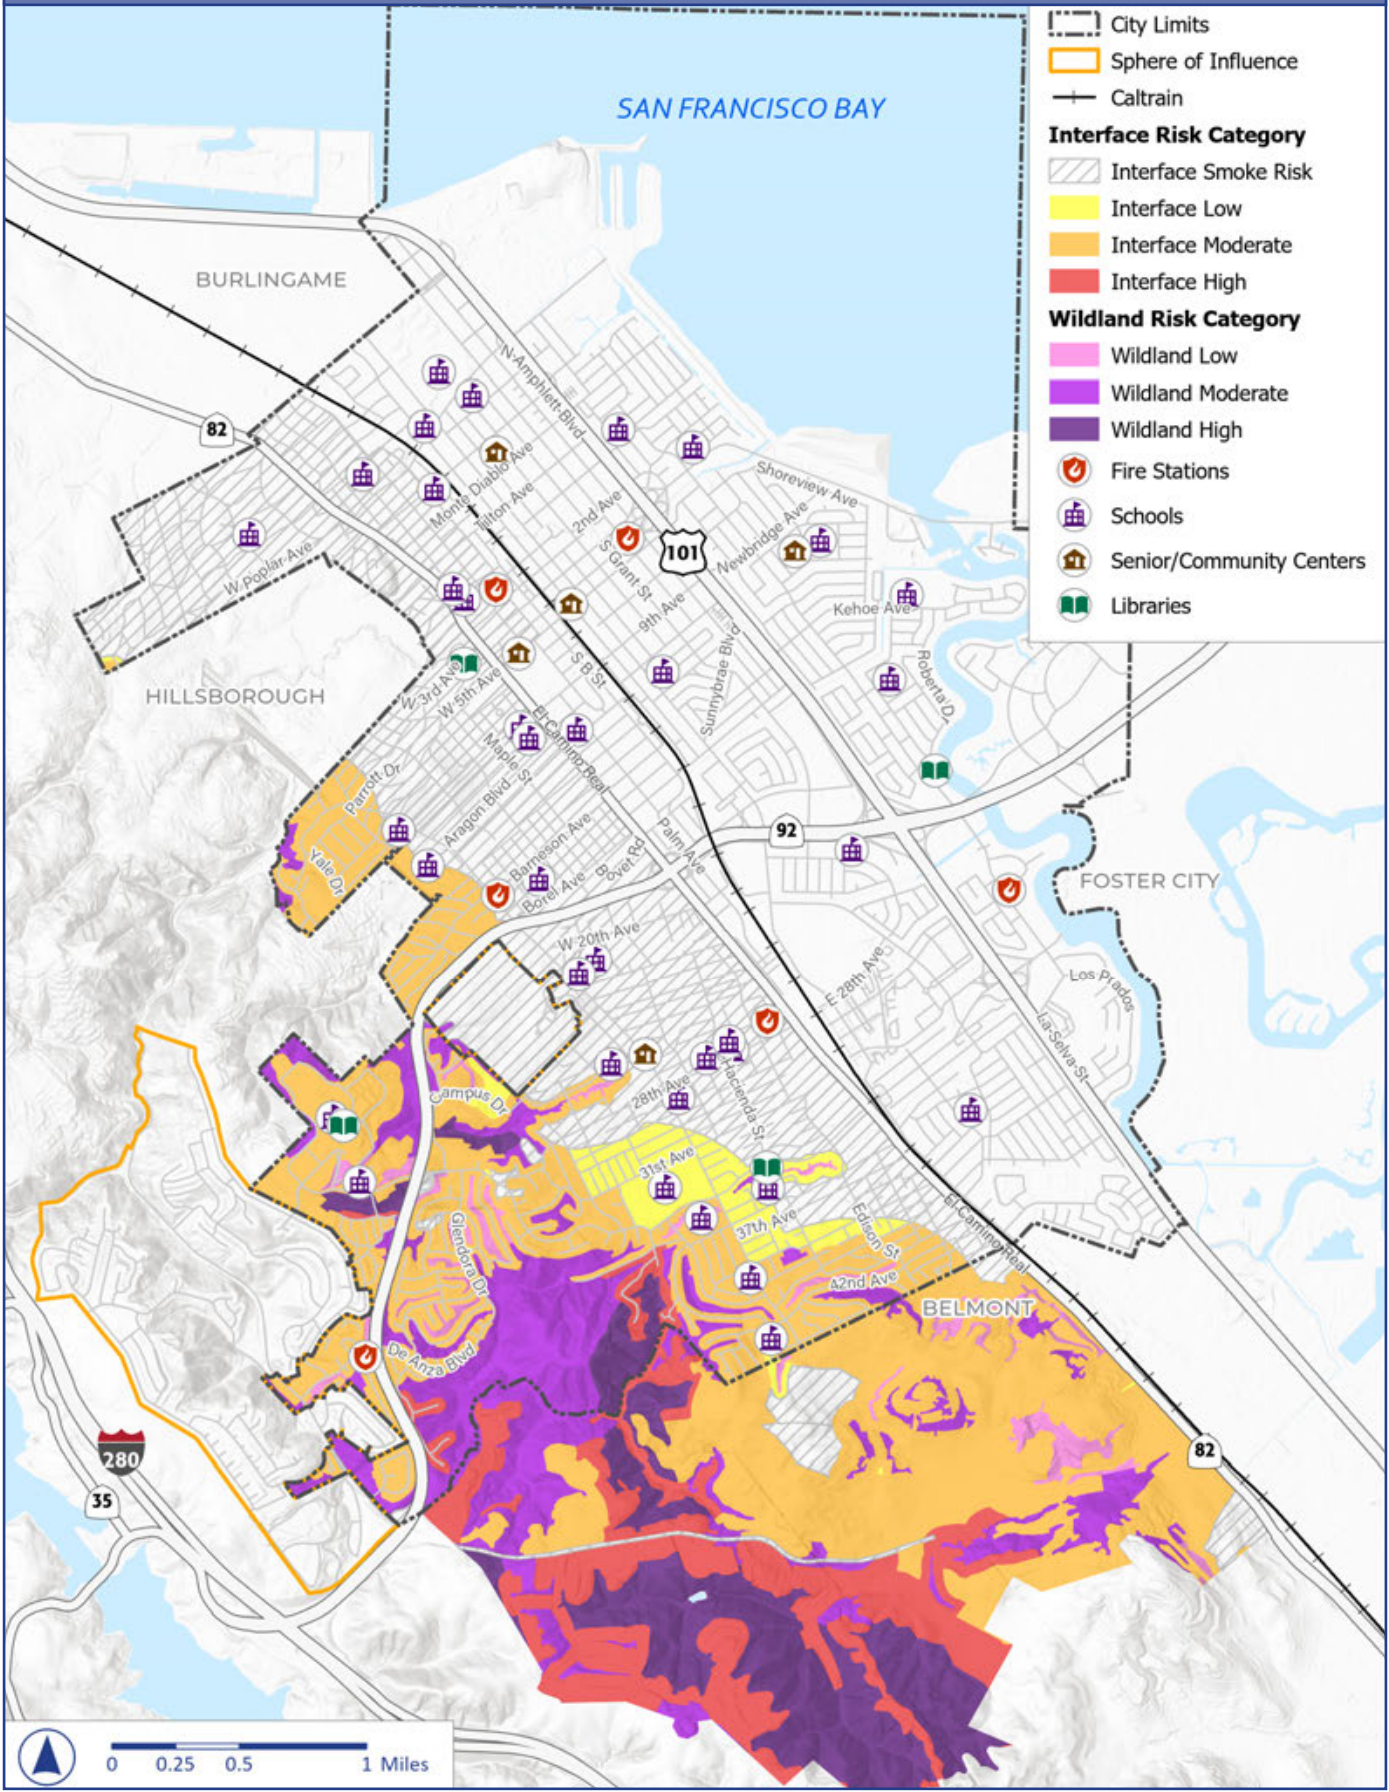 City Limits
Sphere of Influence
Caltrain
Interface Risk Category
Interface Smoke Risk
Interface Low
Interface Moderate
Interface High
Wildland Risk Category
Wildland Low
Wildland Moderate
Wildland High
Fire Stations
Schools
Senior/Community Centers
Libraries
SAN FRANCISCO BAY
BURLINGAME
N Amphlett Blvd
82
Monte Diablo Ave
Tilton Ave
2nd Ave
Shoreview Ave
101
Newbridge Ave
W Poplar Ave
S Grant St
9th Ave
Kehoe Ave
Sunnybrae Blvd
HILLSBOROUGH
W 3rd Ave
W 5th Ave
S B St
Roberta D
El Camino Real
Maple St
Parrott Dr
Aragon Blvd
Barneson Ave
Bovet Rd
Palm Ave
92
Yale Dr
Borel Ave
FOSTER CITY
W 20th Ave
E 28th Ave
Los Prados
La Selva St
Campus Dr
28th Ave
Hacienda St
31st Ave
37th Ave
Edison St
El Camino Real
Glendora Dr
42nd Ave
BELMONT
De Anza Blvd
280
35
82
0 0.25 0.5 1 Miles